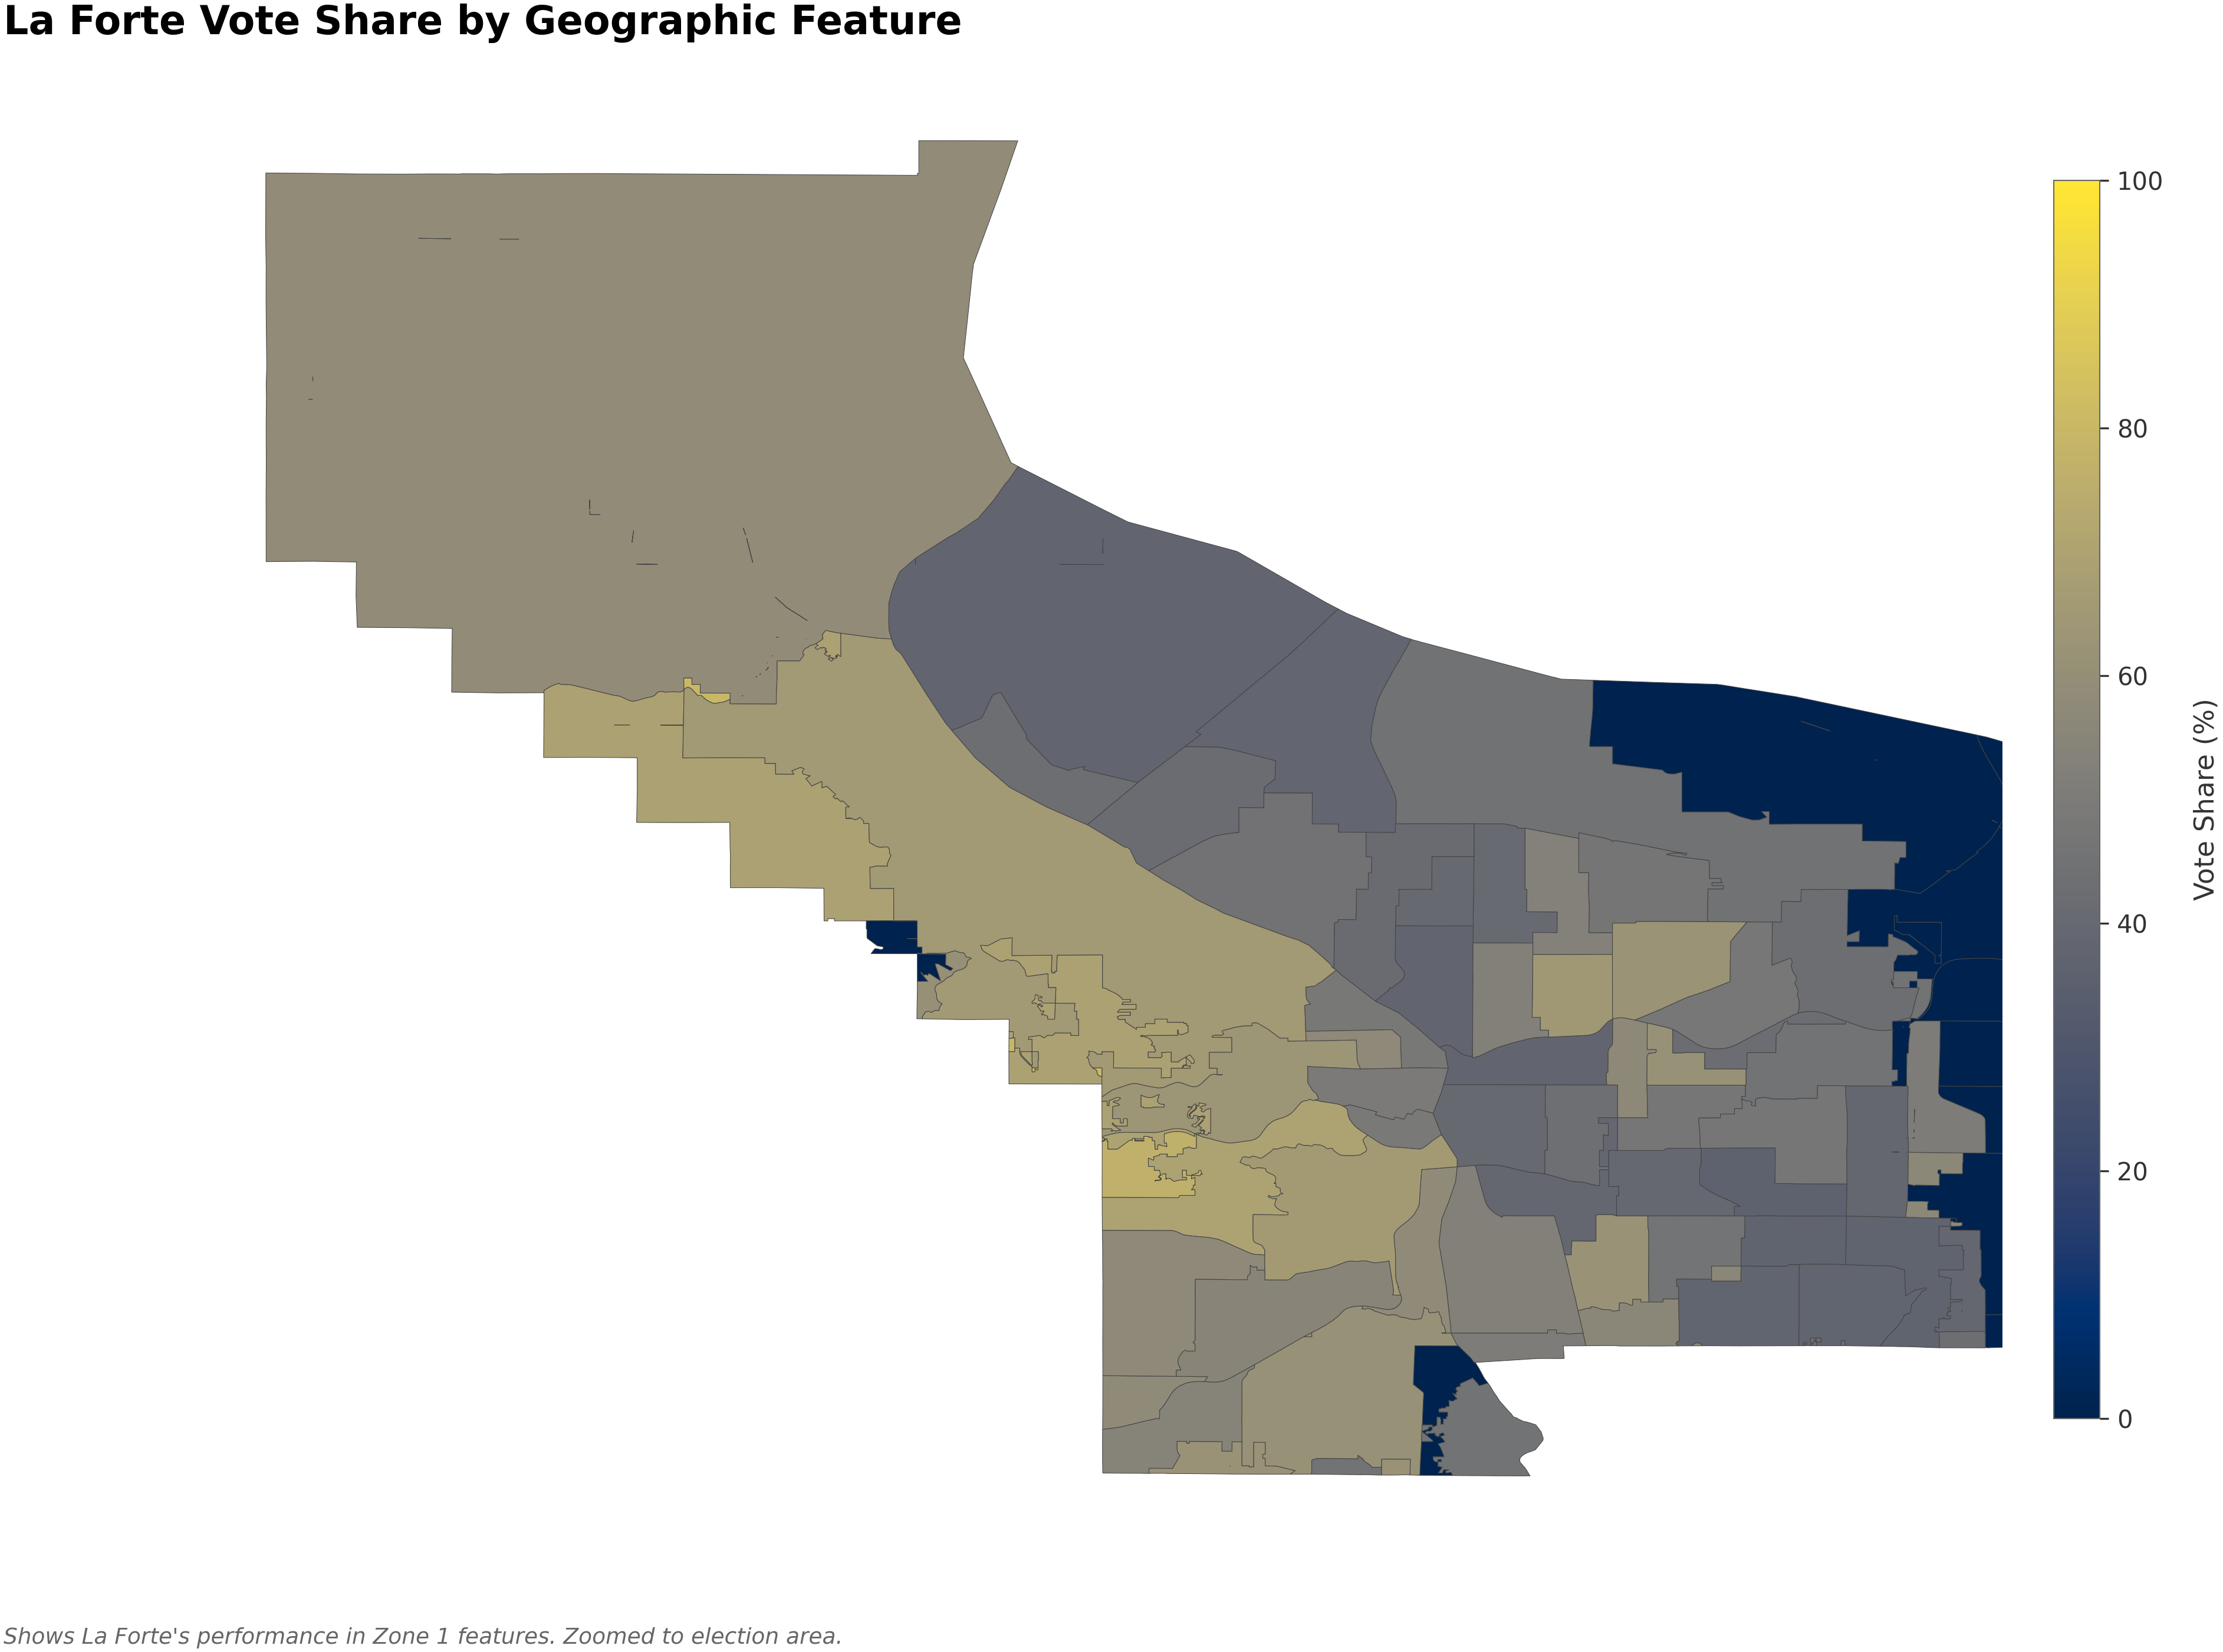 La Forte Vote Share by Geographic Feature
100
80
60
40
20
0
Vote Share (%)
Shows La Forte's performance in Zone 1 features. Zoomed to election area.